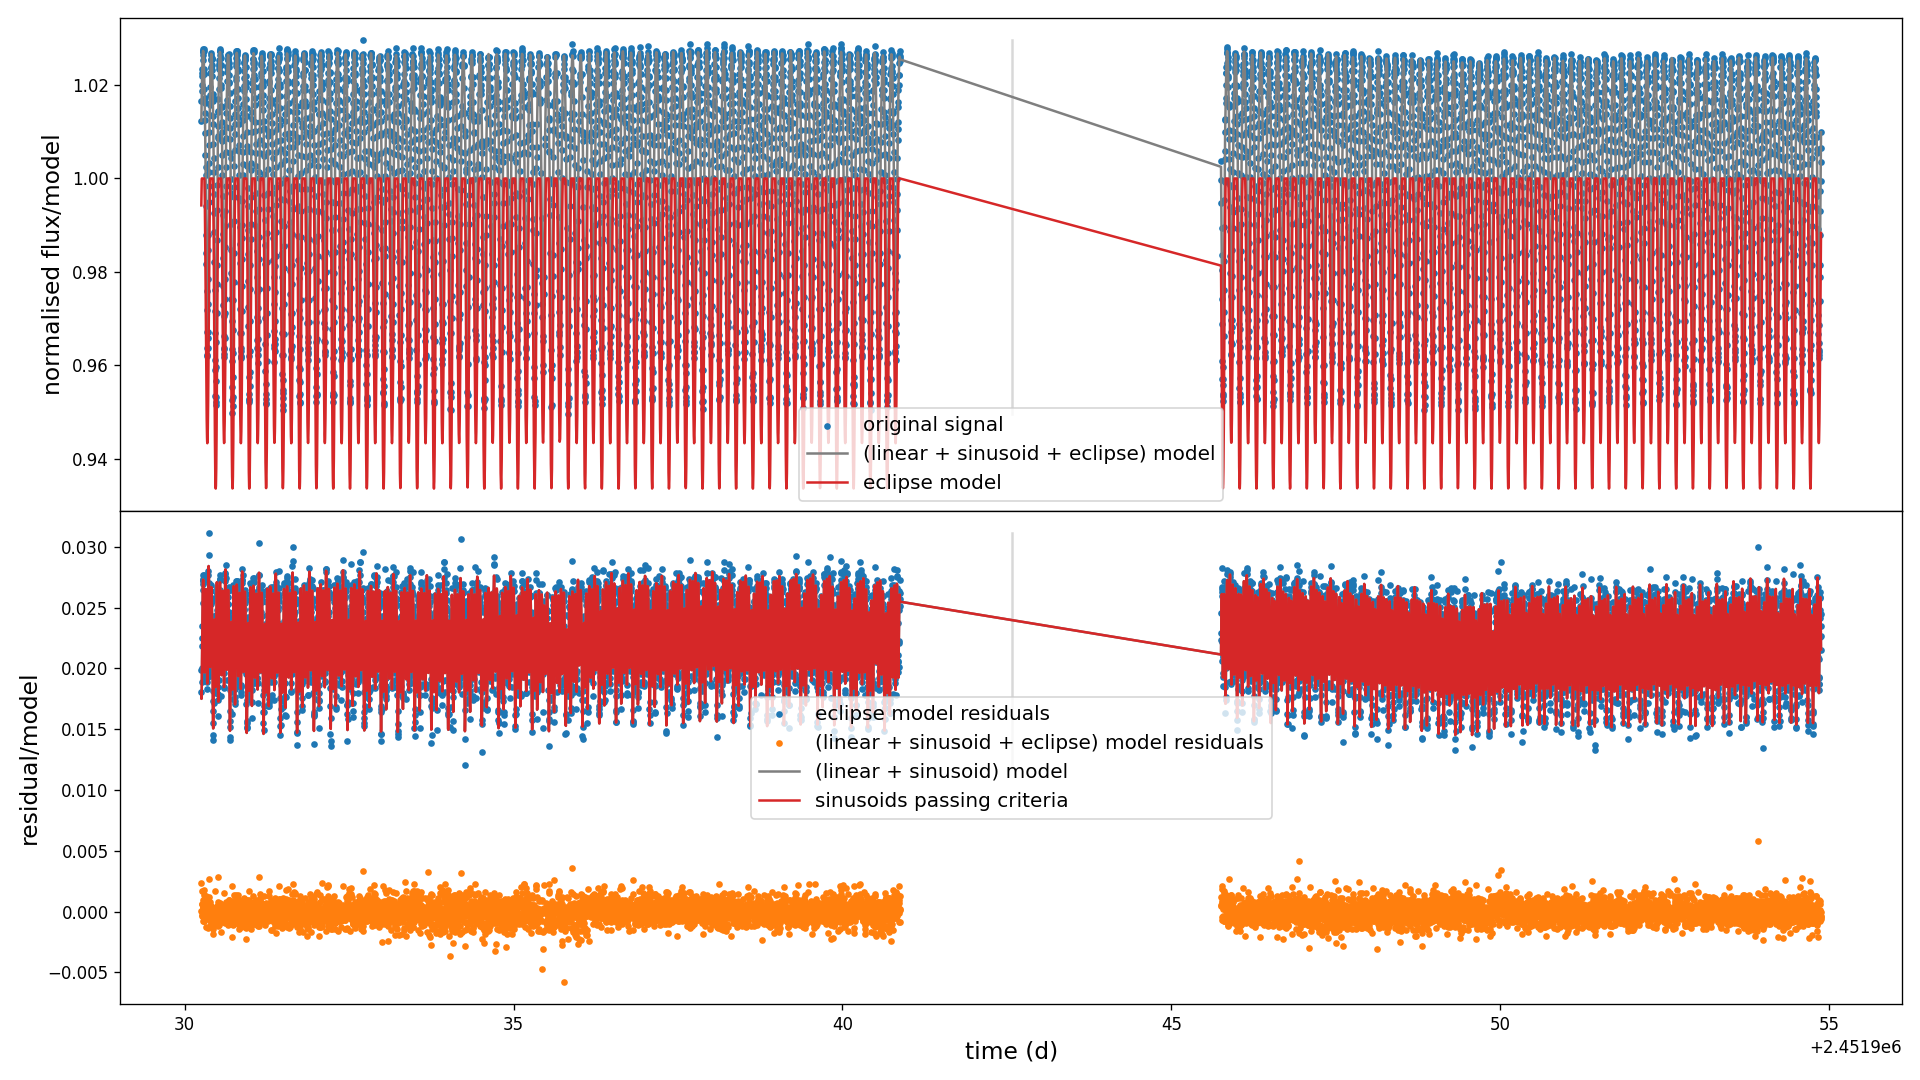 normalised flux/model
1.02
1.00
0.98
0.96
0.94
original signal
(linear + sinusoid + eclipse) model
eclipse model
residual/model
0.030
0.025
0.020
0.015
0.010
0.005
0.000
−0.005
eclipse model residuals
(linear + sinusoid + eclipse) model residuals
(linear + sinusoid) model
sinusoids passing criteria
30 35 40 45 50 55
time (d)
+2.4519e6